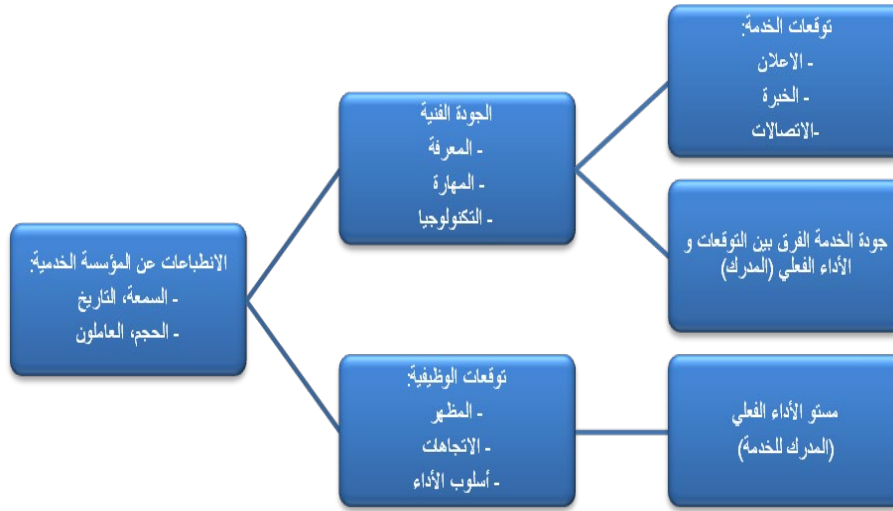 الانطباعات عن المؤسسة الخدمية:
- السمعة، التاريخ
- الحجم، العاملون
الجودة الفنية
- المعرفة
- المهارة
- التكنولوجيا
توقعات الوظيفية:
- المظهر
- الاتجاهات
- أسلوب الأداء
توقعات الخدمة:
- الاعلان
- الخبرة
-الاتصالات
جودة الخدمة الفرق بين التوقعات و
الأداء الفعلي (المدرك)
مستو الأداء الفعلي
(المدرك للخدمة)